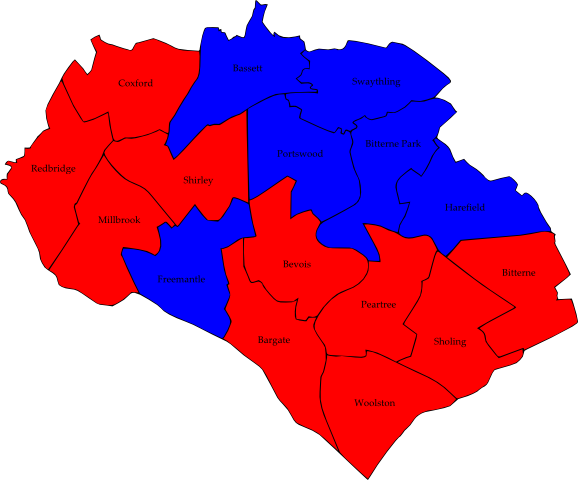 Bassett
Coxford
Swaythling
Bitterne Park
Portswood
Redbridge
Shirley
Harefield
Millbrook
Bevois
Bitterne
Freemantle
Peartree
Bargate
Sholing
Woolston